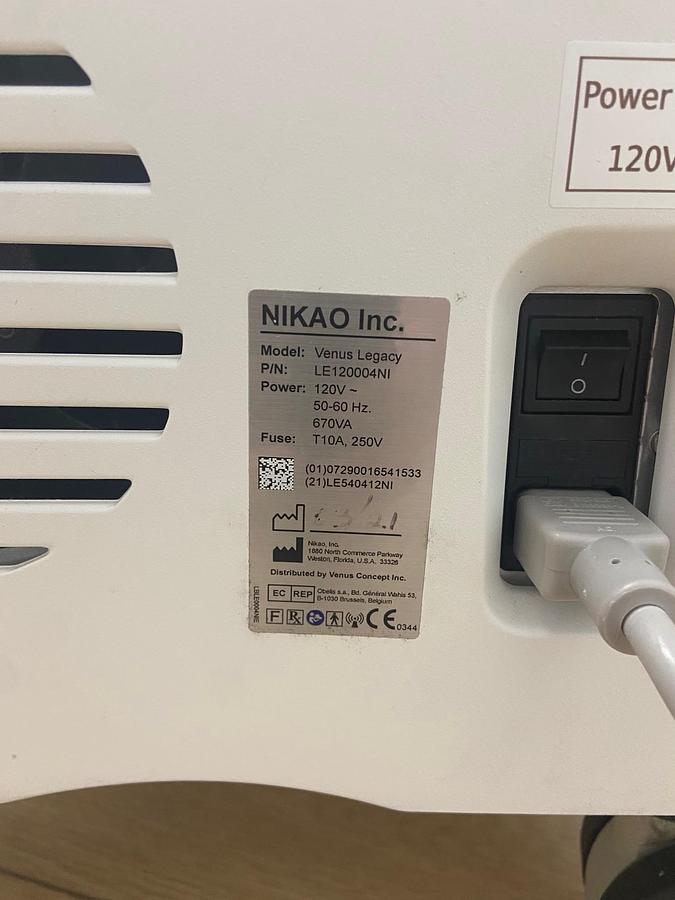 Power
120V
NIKAO Inc.
Model: Venus Legacy
P/N: LE120004NI
Power: 120V ~
50-60 Hz.
670VA
Fuse: T10A, 250V
(01)07290016541533
(21)LE540412NI
Nikao, Inc.
1880 North Commerce Parkway
Weston, Florida, U.S.A. 33326
Distributed by Venus Concept Inc.
EC REP Obelis s.a., Bd. Général Wahis 53,
B-1030 Brussels, Belgium
F Rx CE 0344